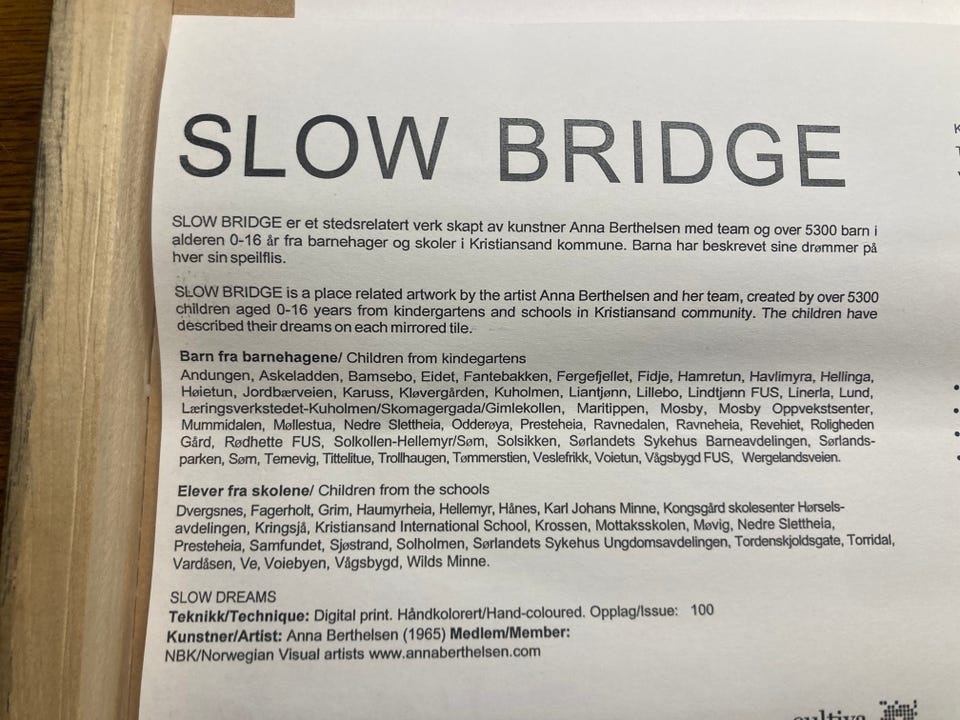 SLOW BRIDGE
SLOW BRIDGE er et stedsrelatert verk skapt av kunstner Anna Berthelsen med team og over 5300 barn i
alderen 0-16 år fra barnehager og skoler i Kristiansand kommune. Barna har beskrevet sine drømmer på
hver sin speilflis.
SLOW BRIDGE is a place related artwork by the artist Anna Berthelsen and her team, created by over 5300
children aged 0-16 years from kindergartens and schools in Kristiansand community. The children have
described their dreams on each mirrored tile.
Barn fra barnehagene/ Children from kindegartens
Andungen, Askeladden, Bamsebo, Eidet, Fantebakken, Fergefjellet, Fidje, Hamretun, Havlimyra, Hellinga,
Høietun, Jordbærveien, Karuss, Kløvergården, Kuholmen, Liantjønn, Lillebo, Lindtjønn FUS, Linerla, Lund,
Læringsverkstedet-Kuholmen/Skomagergada/Gimlekollen, Maritippen, Mosby, Mosby Oppvekstsenter,
Mummidalen, Møllestua, Nedre Slettheia, Odderøya, Presteheia, Ravnedalen, Ravneheia, Revehiet, Roligheden
Gård, Rødhette FUS, Solkollen-Hellemyr/Søm, Solsikken, Sørlandets Sykehus Barneavdelingen, Sørlands-
parken, Søm, Ternevig, Tittelitue, Trollhaugen, Tømmerstien, Veslefrikk, Voietun, Vågsbygd FUS, Wergelandsveien.
Elever fra skolene/ Children from the schools
Dvergsnes, Fagerholt, Grim, Haumyrheia, Hellemyr, Hånes, Karl Johans Minne, Kongsgård skolesenter Hørsels-
avdelingen, Kringsjå, Kristiansand International School, Krossen, Mottaksskolen, Møvig, Nedre Slettheia,
Presteheia, Samfundet, Sjøstrand, Solholmen, Sørlandets Sykehus Ungdomsavdelingen, Tordenskjoldsgate, Torridal,
Vardåsen, Ve, Voiebyen, Vågsbygd, Wilds Minne.
SLOW DREAMS
Teknikk/Technique: Digital print. Håndkolorert/Hand-coloured. Opplag/Issue: 100
Kunstner/Artist: Anna Berthelsen (1965) Medlem/Member:
NBK/Norwegian Visual artists www.annaberthelsen.com